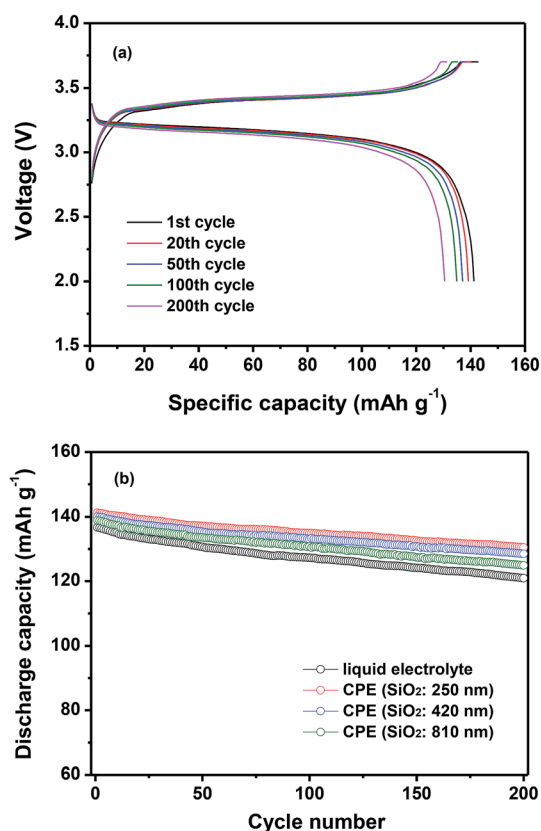 (a)
4.0
3.5
3.0
2.5
2.0
1.5
Voltage (V)
1st cycle
20th cycle
50th cycle
100th cycle
200th cycle
0 20 40 60 80 100 120 140 160
Specific capacity (mAh g⁻¹)
(b)
160
140
120
100
80
60
Discharge capacity (mAh g⁻¹)
liquid electrolyte
CPE (SiO₂: 250 nm)
CPE (SiO₂: 420 nm)
CPE (SiO₂: 810 nm)
0 50 100 150 200
Cycle number